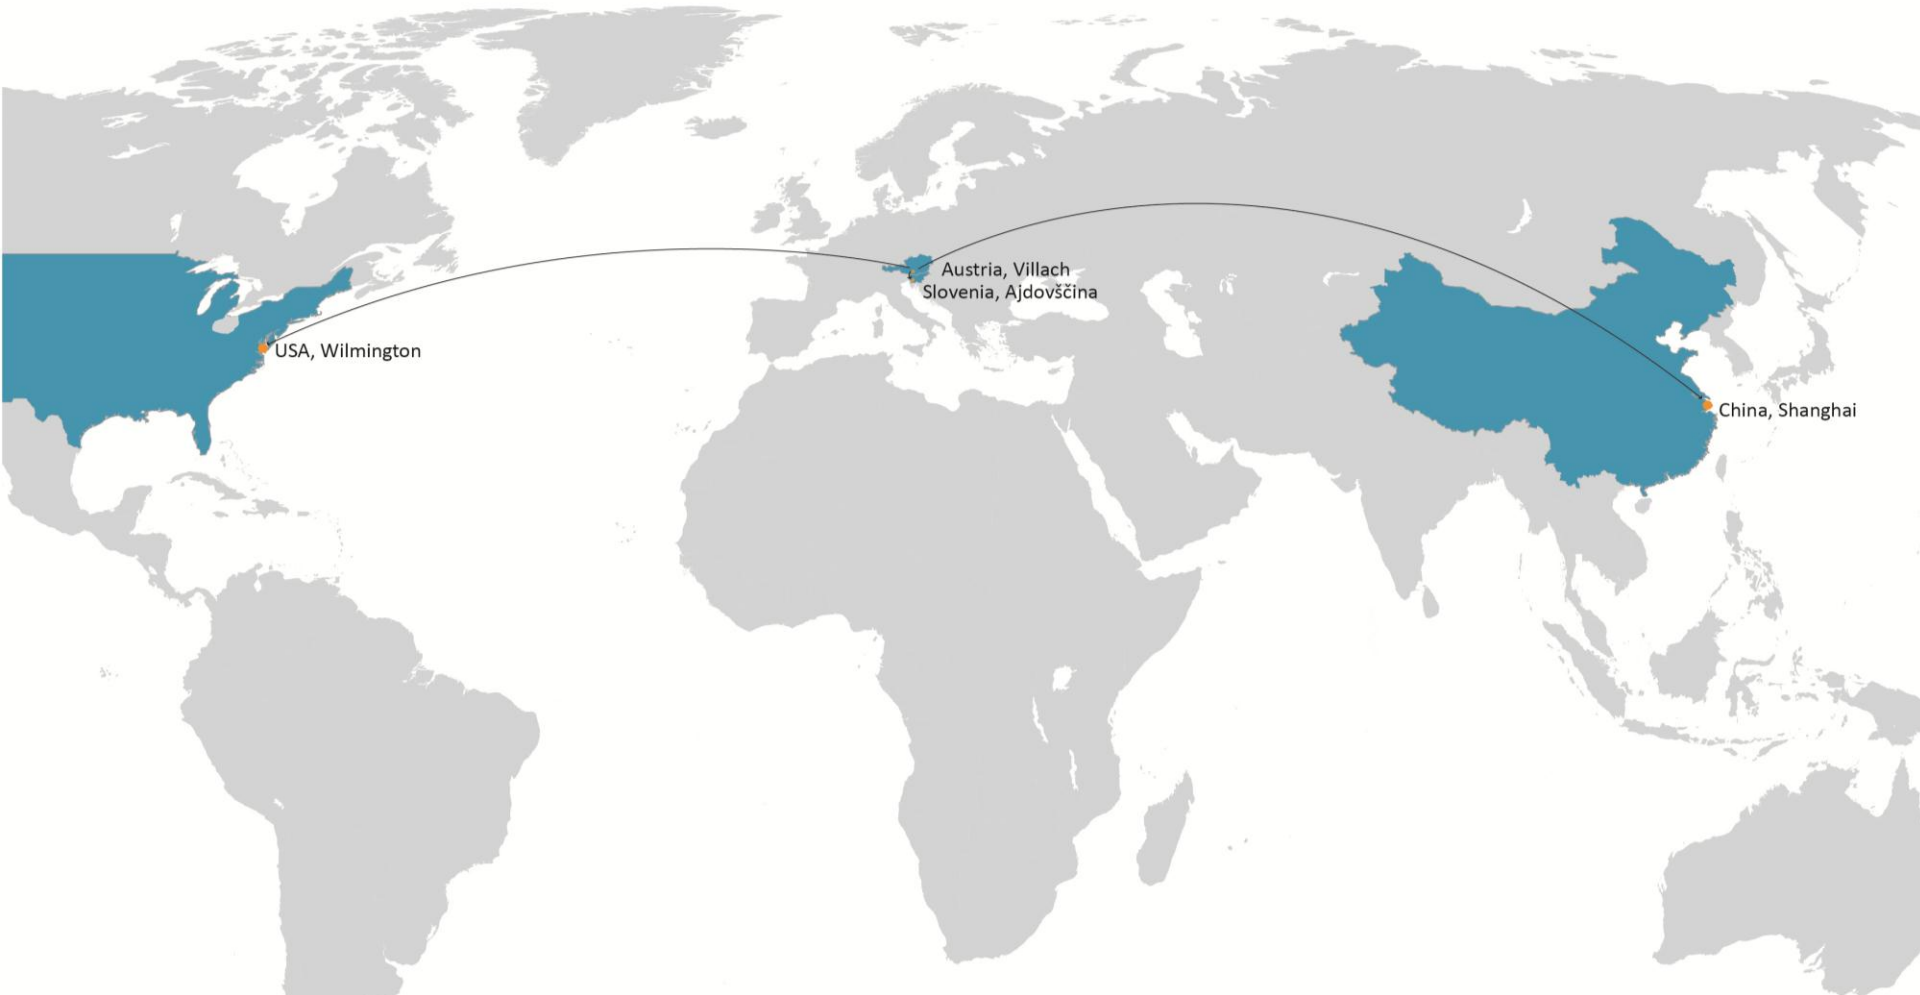 Austria, Villach
Slovenia, Ajdovščina
USA, Wilmington
China, Shanghai